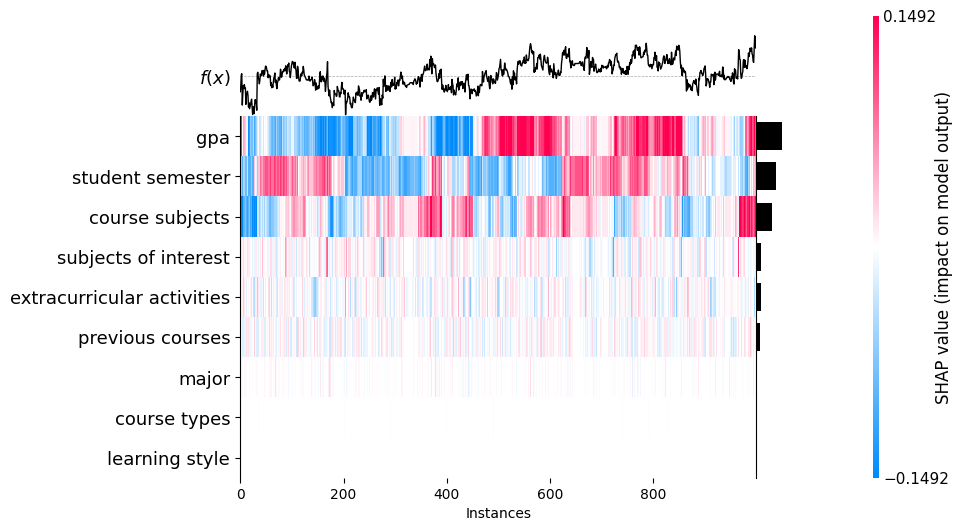 0.1492
f(x)
gpa
student semester
course subjects
subjects of interest
extracurricular activities
previous courses
major
course types
learning style
0 200 400 600 800
Instances
SHAP value (impact on model output)
−0.1492